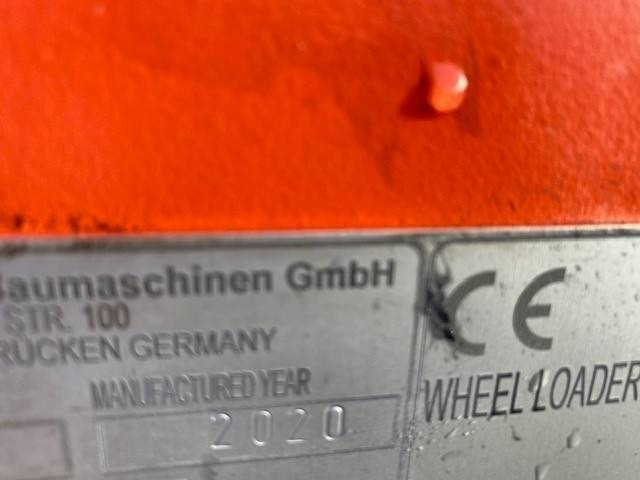 Baumaschinen GmbH
STR. 100
RÜCKEN GERMANY
MANUFACTURED YEAR
2020
CE
WHEEL LOADER